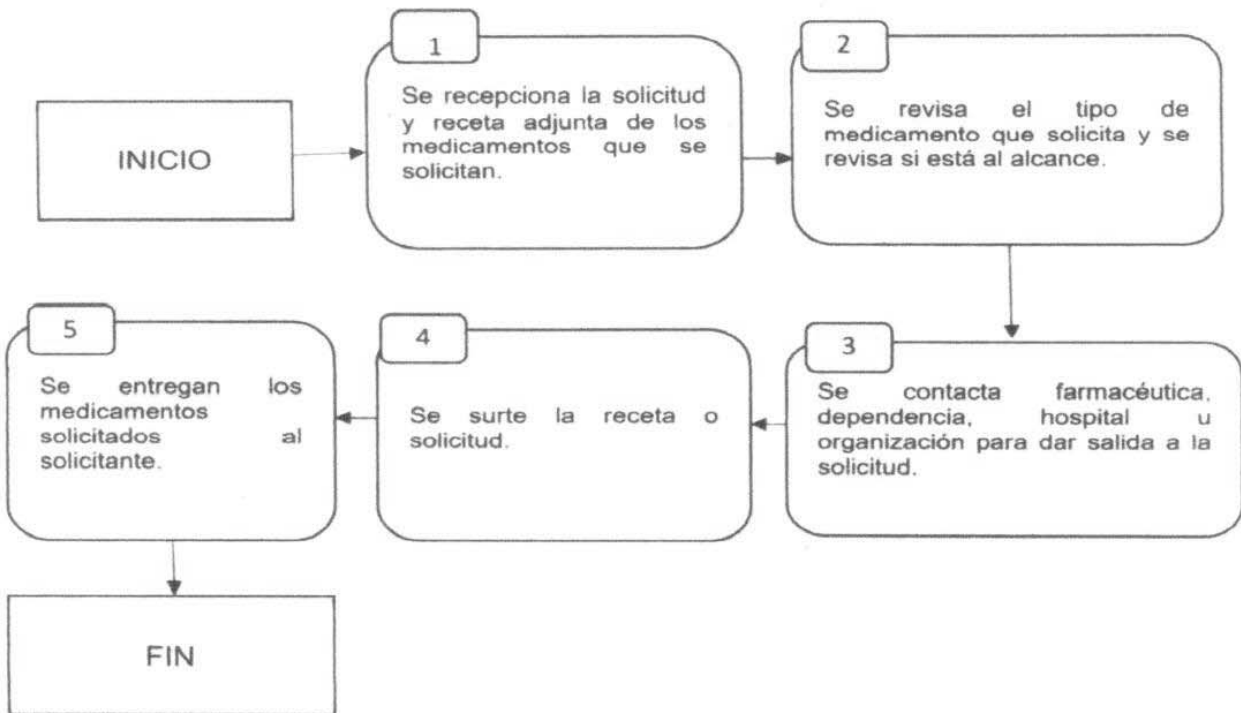 INICIO
1
Se recepciona la solicitud
y receta adjunta de los
medicamentos que se
solicitan.
2
Se revisa el tipo de
medicamento que solicita y se
revisa si está al alcance.
3
Se contacta farmacéutica,
dependencia, hospital u
organización para dar salida a la
solicitud.
4
Se surte la receta o
solicitud.
5
Se entregan los
medicamentos
solicitados al
solicitante.
FIN